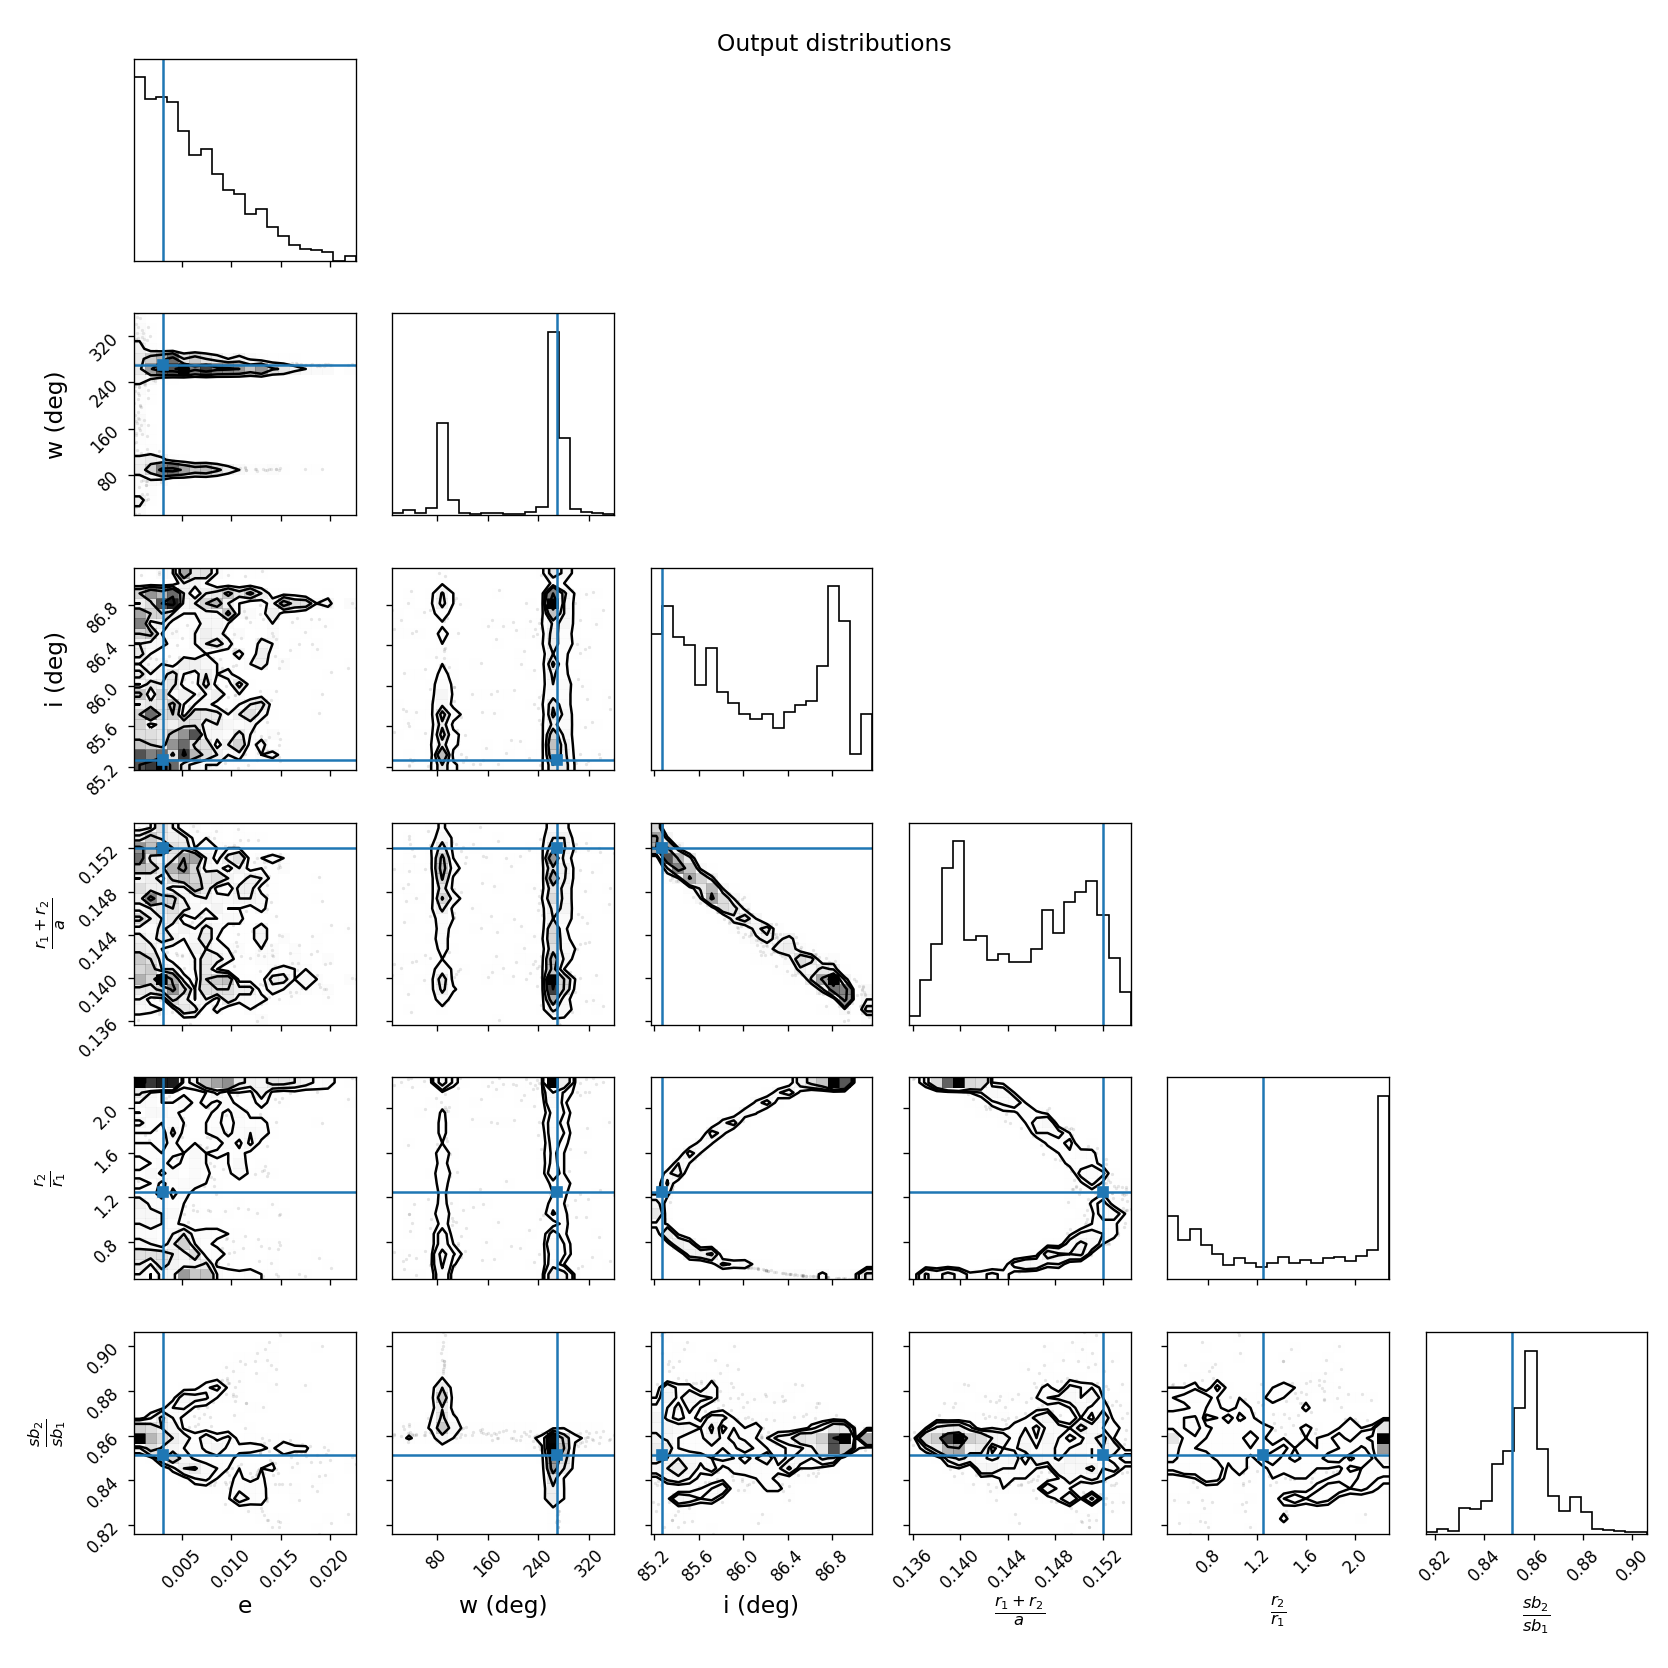 Output distributions
w (deg)
320
240
160
80
i (deg)
86.8
86.4
86.0
85.6
85.2
r₁ + r₂ / a
0.152
0.148
0.144
0.140
0.136
r₂ / r₁
2.0
1.6
1.2
0.8
sb₂ / sb₁
0.90
0.88
0.86
0.84
0.82
0.005 0.010 0.015 0.020
80 160 240 320
85.2 85.6 86.0 86.4 86.8
0.136 0.140 0.144 0.148 0.152
0.8 1.2 1.6 2.0
0.82 0.84 0.86 0.88 0.90
e
w (deg)
i (deg)
r₁ + r₂ / a
r₂ / r₁
sb₂ / sb₁